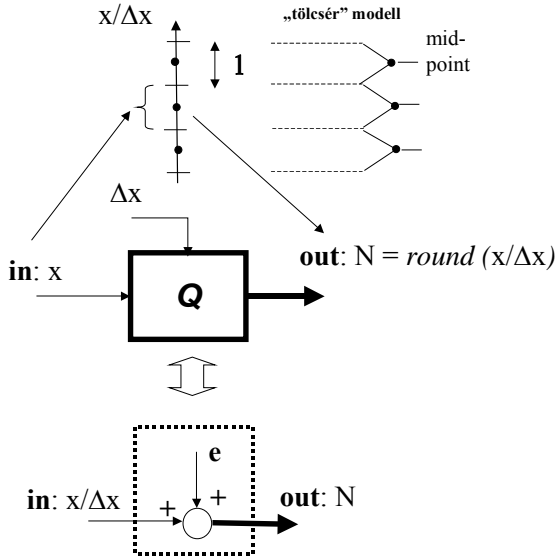 x/Δx
„tölcsér” modell
1
mid-
point
Δx
in: x
Q
out: N = round (x/Δx)
e
in: x/Δx
+
+
out: N